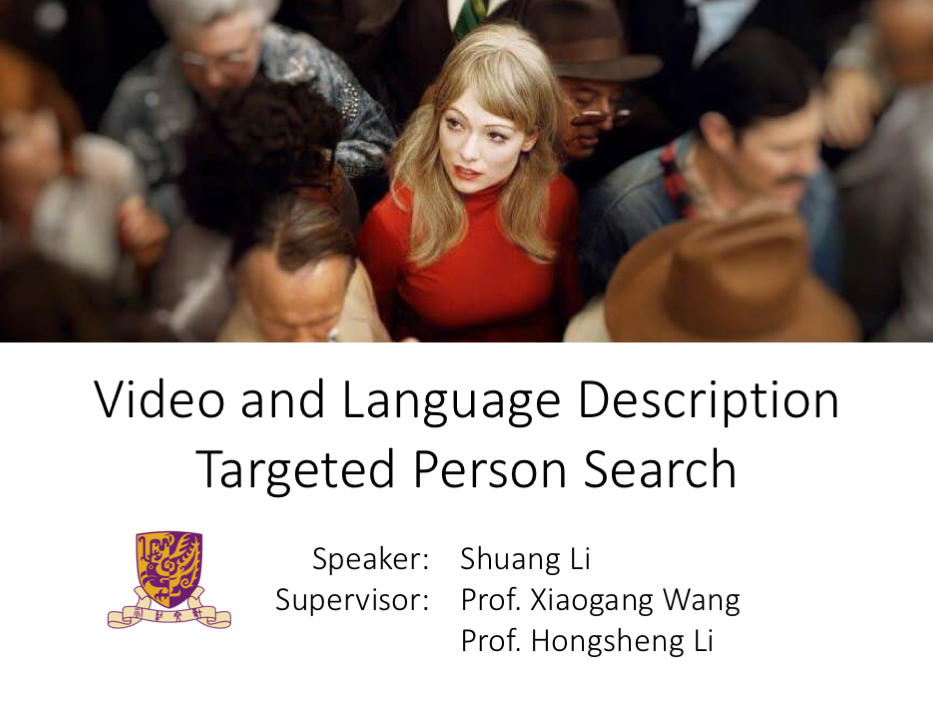 Video and Language Description
Targeted Person Search
Speaker: Shuang Li
Supervisor: Prof. Xiaogang Wang
Prof. Hongsheng Li